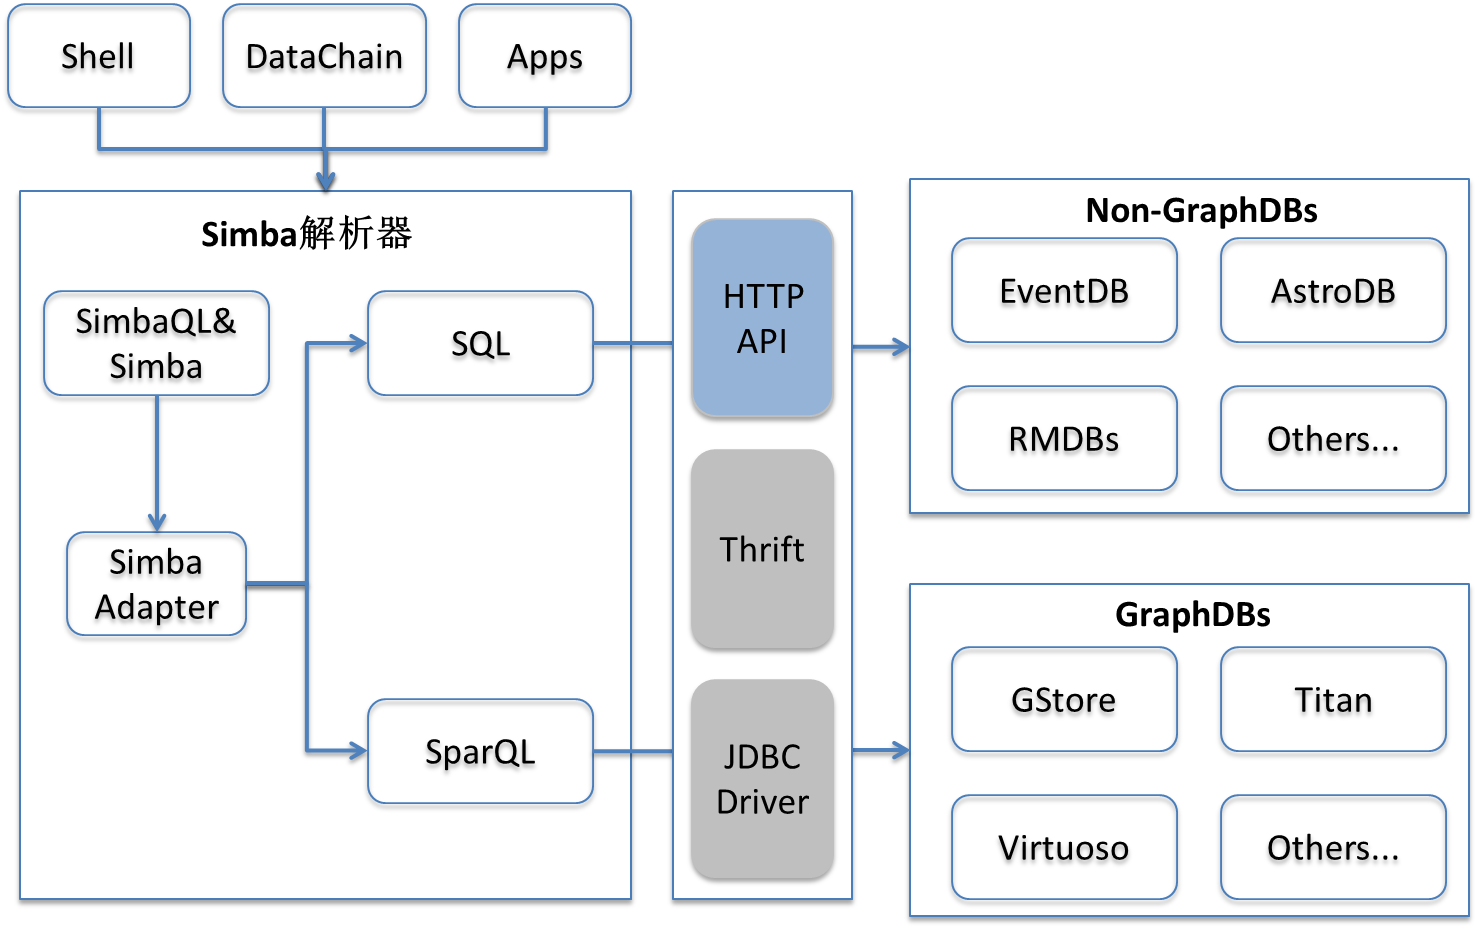 Shell
DataChain
Apps
Simba解析器
SimbaQL&
Simba
Simba
Adapter
SQL
SparQL
HTTP
API
Thrift
JDBC
Driver
Non-GraphDBs
EventDB
AstroDB
RMDBs
Others...
GraphDBs
GStore
Titan
Virtuoso
Others...